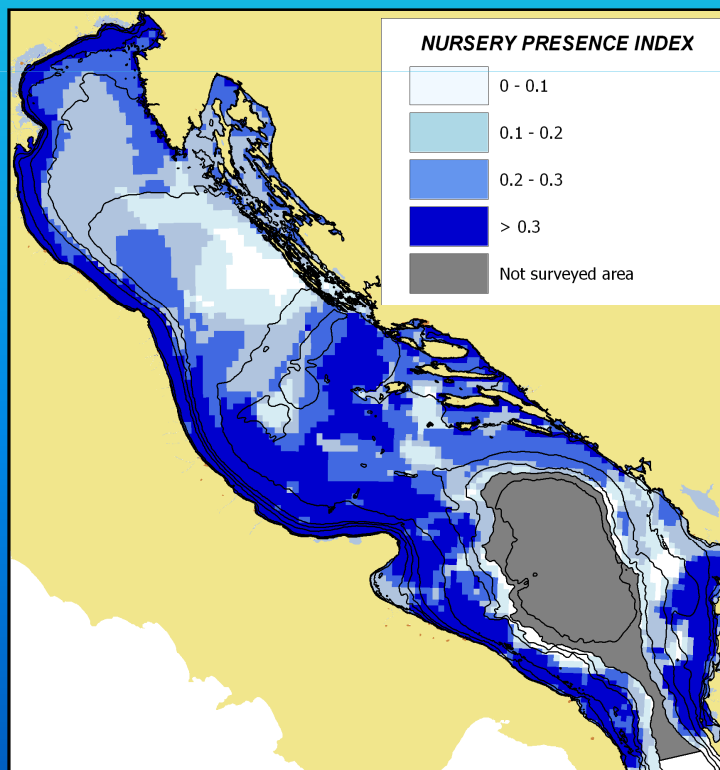 NURSERY PRESENCE INDEX
0 - 0.1
0.1 - 0.2
0.2 - 0.3
> 0.3
Not surveyed area